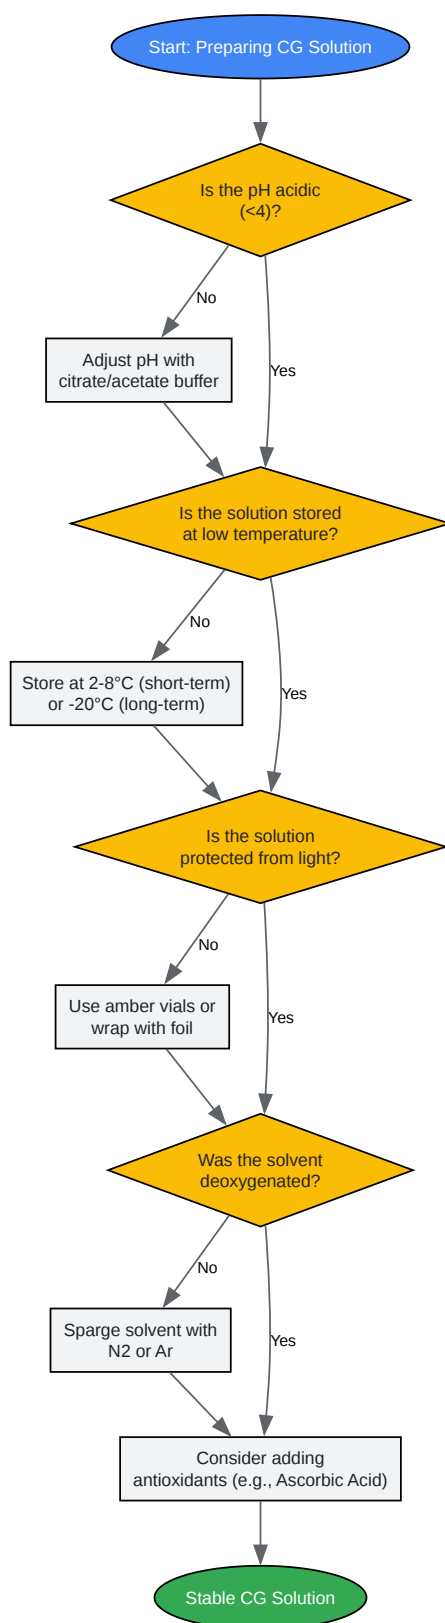 Start: Preparing CG Solution
Is the pH acidic
(<4)?
No
Yes
Adjust pH with
citrate/acetate buffer
Is the solution stored
at low temperature?
No
Yes
Store at 2-8°C (short-term)
or -20°C (long-term)
Is the solution
protected from light?
No
Yes
Use amber vials or
wrap with foil
Was the solvent
deoxygenated?
No
Yes
Sparge solvent with
N2 or Ar
Consider adding
antioxidants (e.g., Ascorbic Acid)
Stable CG Solution